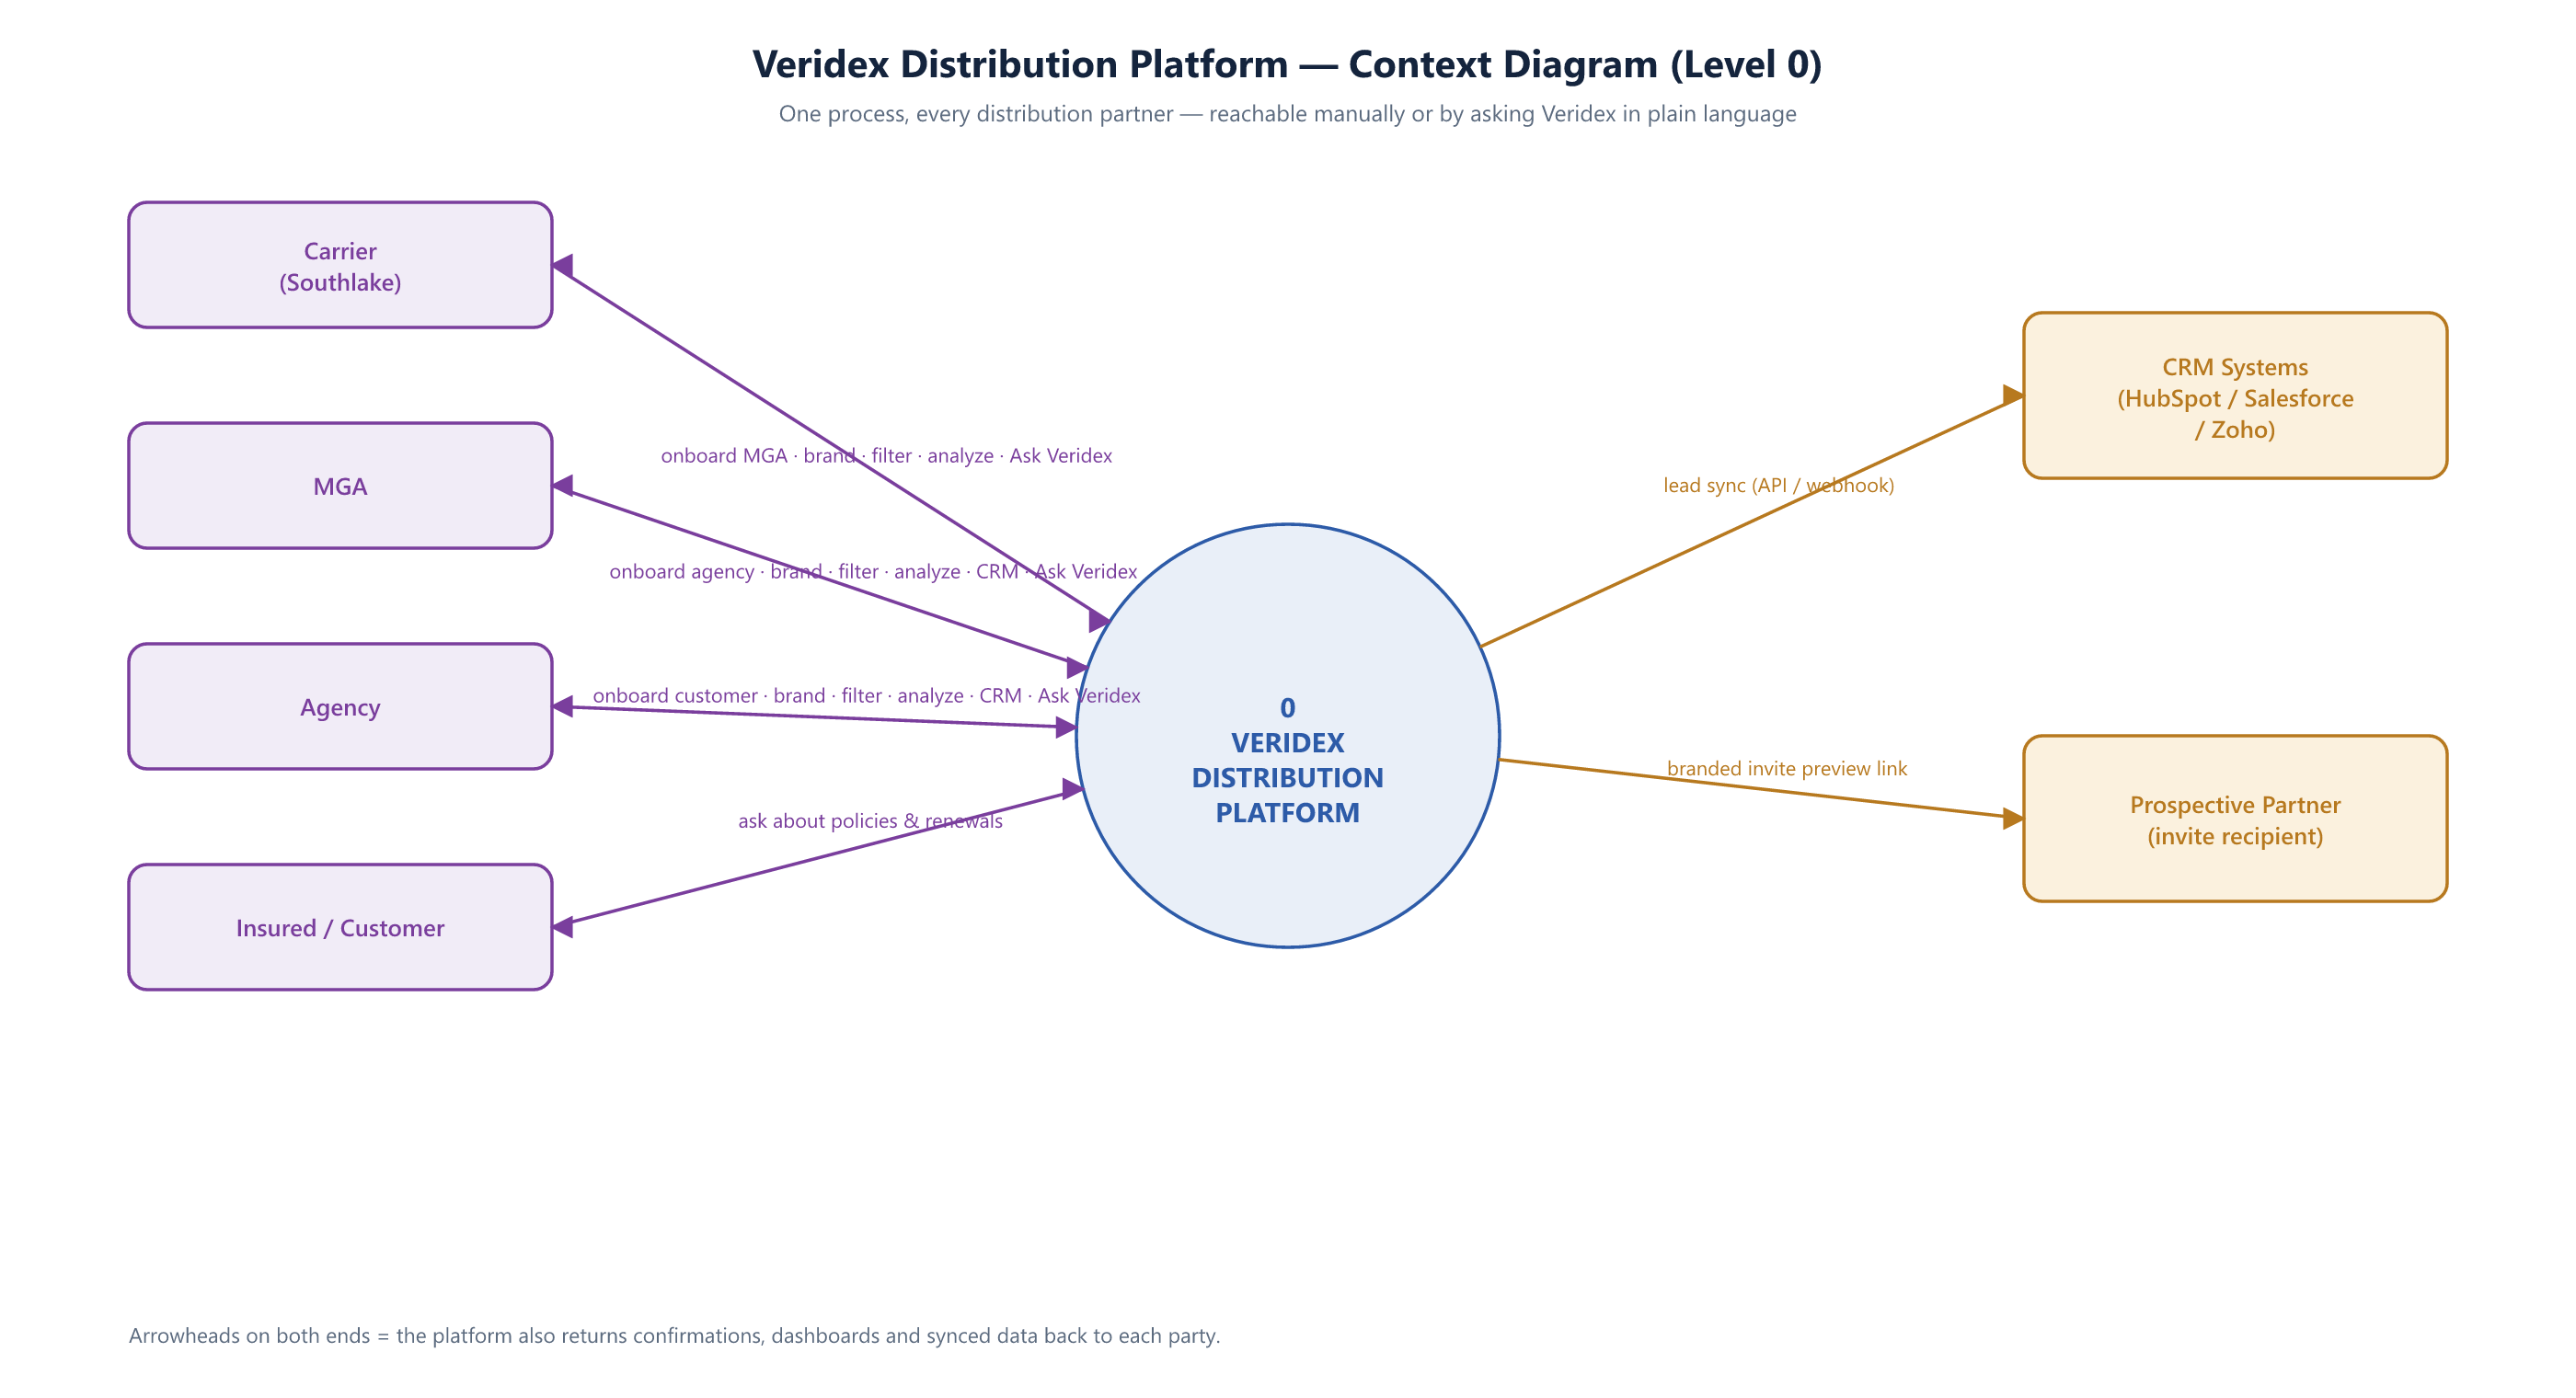 Veridex Distribution Platform — Context Diagram (Level 0)
One process, every distribution partner — reachable manually or by asking Veridex in plain language
Carrier
(Southlake)
MGA
Agency
Insured / Customer
onboard MGA · brand · filter · analyze · Ask Veridex
onboard agency · brand · filter · analyze · CRM · Ask Veridex
onboard customer · brand · filter · analyze · CRM · Ask Veridex
ask about policies & renewals
0
VERIDEX
DISTRIBUTION
PLATFORM
lead sync (API / webhook)
branded invite preview link
CRM Systems
(HubSpot / Salesforce
/ Zoho)
Prospective Partner
(invite recipient)
Arrowheads on both ends = the platform also returns confirmations, dashboards and synced data back to each party.